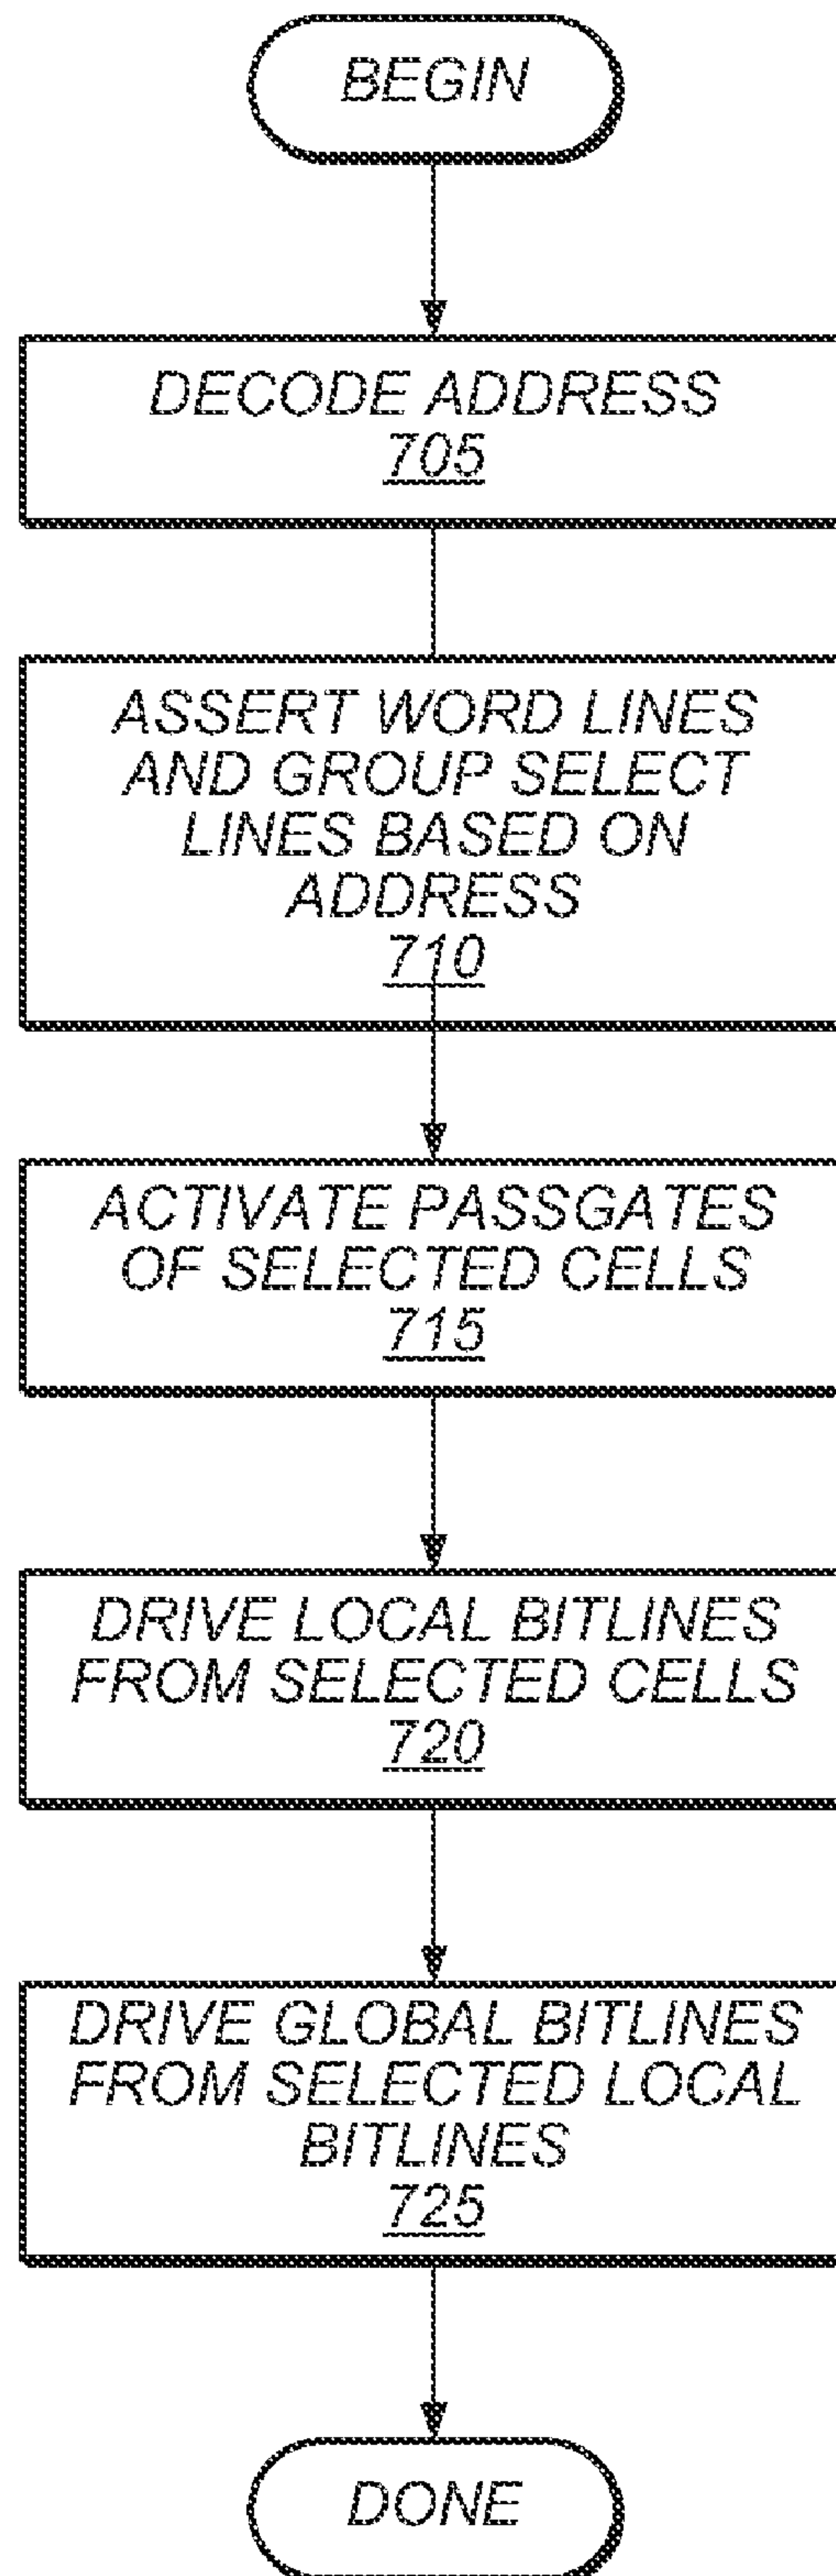 BEGIN
DECODE ADDRESS
705
ASSERT WORD LINES
AND GROUP SELECT
LINES BASED ON
ADDRESS
710
ACTIVATE PASSGATES
OF SELECTED CELLS
715
DRIVE LOCAL BITLINES
FROM SELECTED CELLS
720
DRIVE GLOBAL BITLINES
FROM SELECTED LOCAL
BITLINES
725
DONE